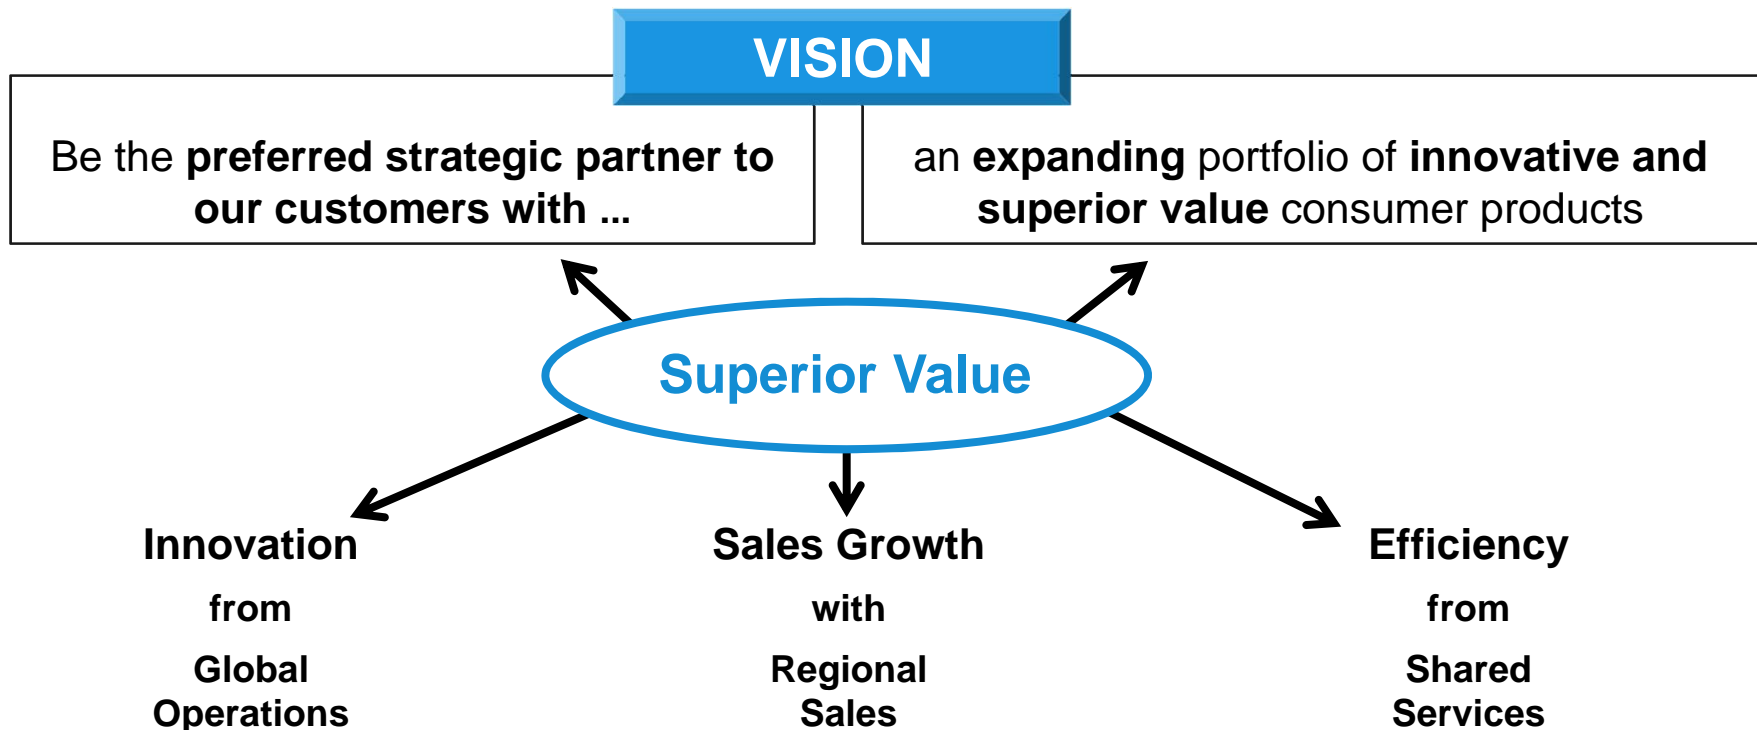 VISION
Be the preferred strategic partner to
our customers with ...
an expanding portfolio of innovative and
superior value consumer products
Superior Value
Innovation
from
Global
Operations
Sales Growth
with
Regional
Sales
Efficiency
from
Shared
Services